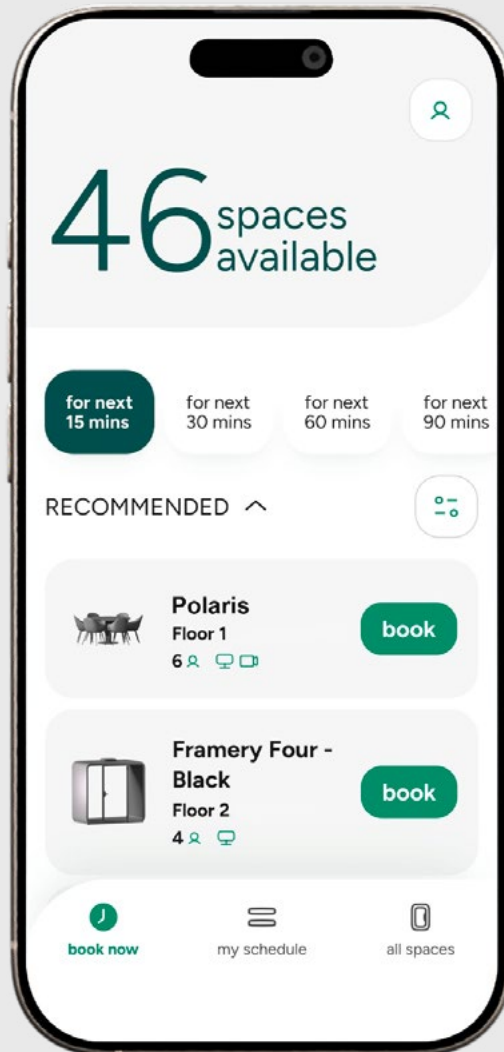 46 spaces
available
for next
15 mins
for next
30 mins
for next
60 mins
for next
90 mins
RECOMMENDED
Polaris
Floor 1
6
book
Framery Four -
Black
Floor 2
4
book
book now
my schedule
all spaces